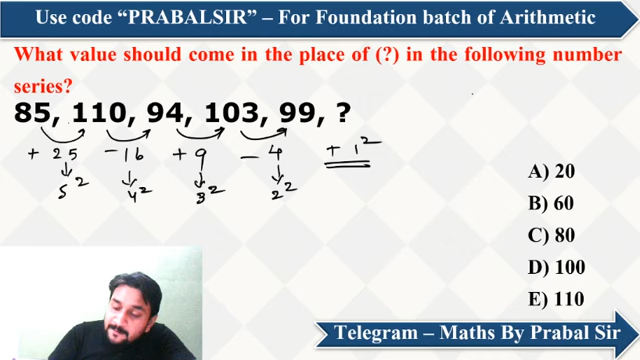 Use code “PRABALSIR” – For Foundation batch of Arithmetic
What value should come in the place of (?) in the following number
series?
85, 110, 94, 103, 99, ?
+ 25 - 16 + 9 - 4 + 1²
5² 4² 3² 2²
A) 20
B) 60
C) 80
D) 100
E) 110
Telegram – Maths By Prabal Sir